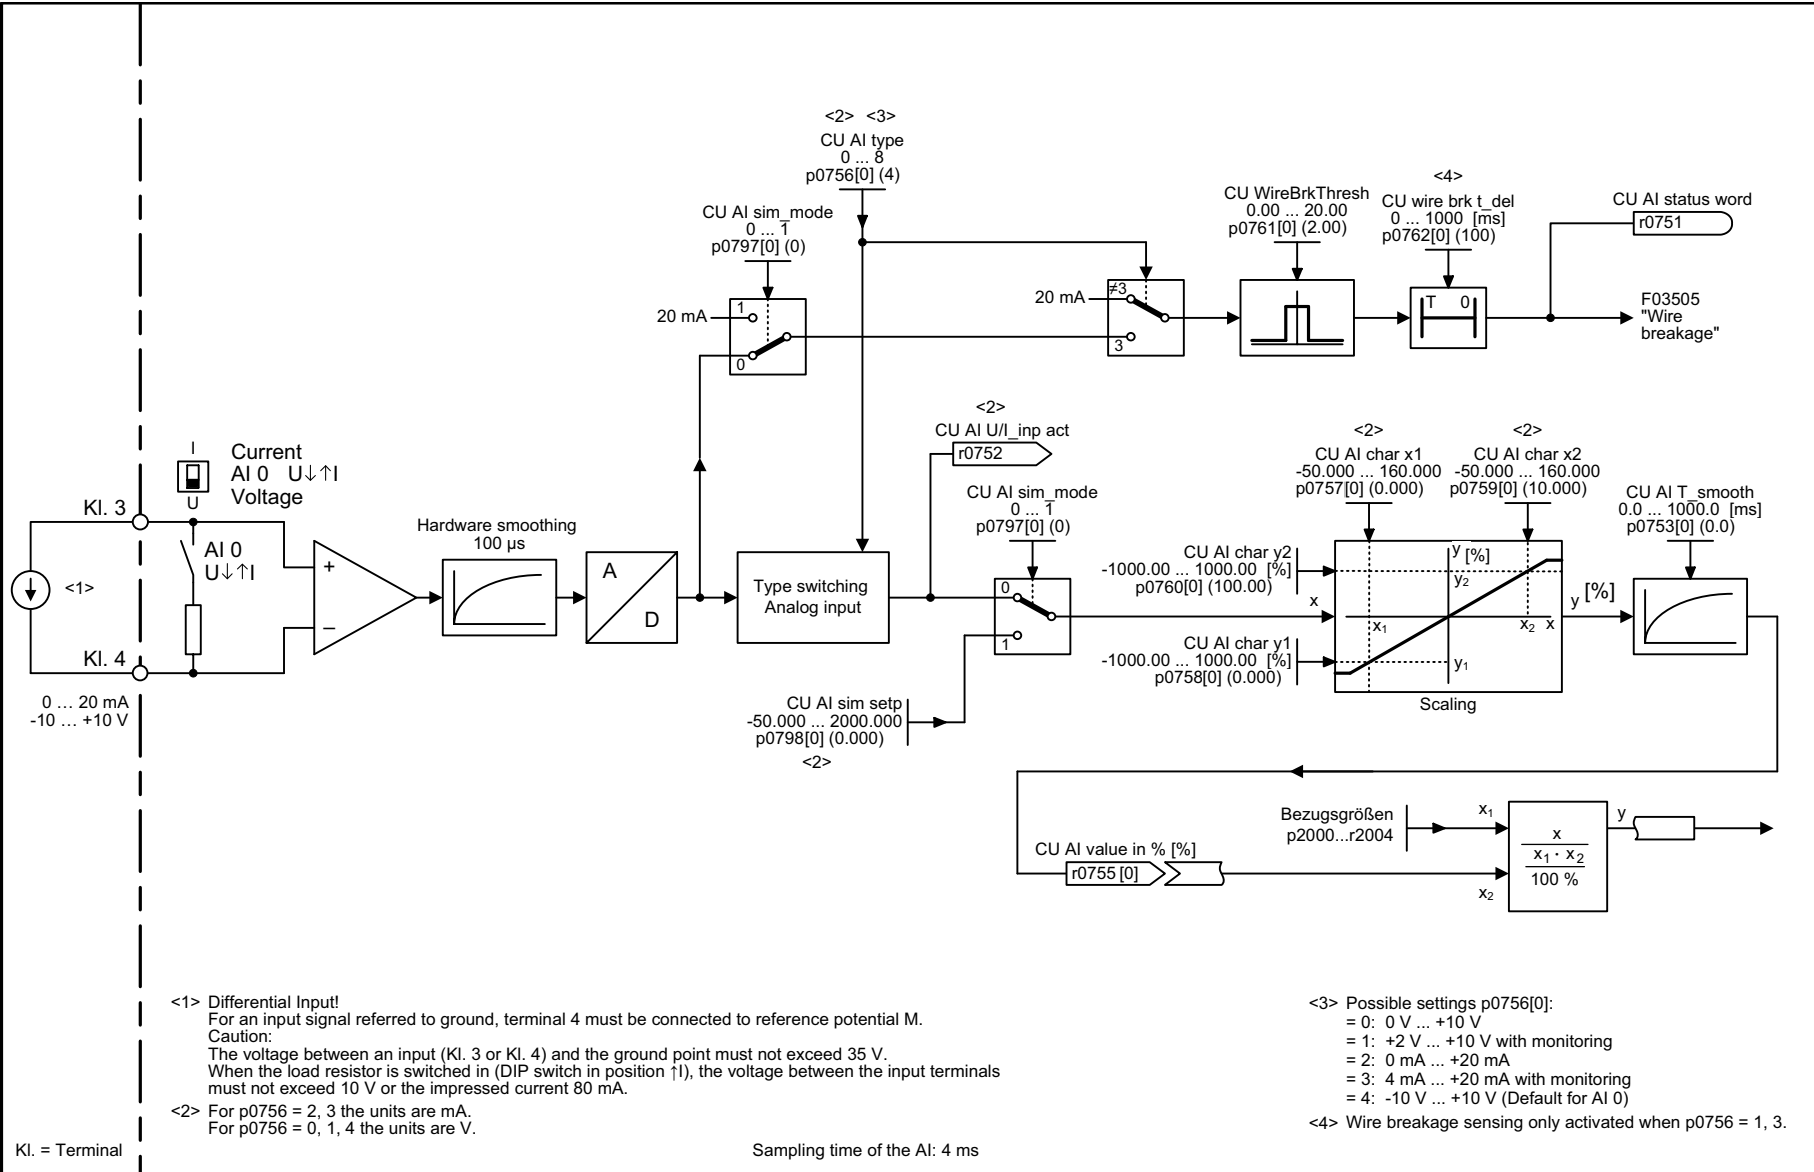 <2> <3>
CU AI type
0 ... 8
p0756[0] (4)
CU AI sim_mode
0 ... 1
p0797[0] (0)
20 mA
1
0
CU WireBrkThresh
0.00 ... 20.00
p0761[0] (2.00)
<4>
CU wire brk t_del
0 ... 1000 [ms]
p0762[0] (100)
CU AI status word
r0751
20 mA
≠3
3
T 0
F03505
"Wire
breakage"
I
U
Current
AI 0 U↓↑I
Voltage
Kl. 3
AI 0
U↓↑I
<1>
Kl. 4
0 ... 20 mA
-10 ... +10 V
+
–
Hardware smoothing
100 µs
A
D
Type switching
Analog input
<2>
CU AI U/I_inp act
r0752
CU AI sim_mode
0 ... 1
p0797[0] (0)
0
1
CU AI sim setp
-50.000 ... 2000.000
p0798[0] (0.000)
<2>
<2>
CU AI char x1
-50.000 ... 160.000
p0757[0] (0.000)
<2>
CU AI char x2
-50.000 ... 160.000
p0759[0] (10.000)
CU AI T_smooth
0.0 ... 1000.0 [ms]
p0753[0] (0.0)
CU AI char y2
-1000.00 ... 1000.00 [%]
p0760[0] (100.00)
x
CU AI char y1
-1000.00 ... 1000.00 [%]
p0758[0] (0.000)
y [%]
y₂
x₁
x₂ x
y₁
Scaling
y [%]
Bezugsgrößen
p2000...r2004
x₁
CU AI value in % [%]
r0755 [0]
x₂
x
x₁ · x₂
100 %
y
<1> Differential Input!
For an input signal referred to ground, terminal 4 must be connected to reference potential M.
Caution:
The voltage between an input (Kl. 3 or Kl. 4) and the ground point must not exceed 35 V.
When the load resistor is switched in (DIP switch in position ↑I), the voltage between the input terminals
must not exceed 10 V or the impressed current 80 mA.
<2> For p0756 = 2, 3 the units are mA.
For p0756 = 0, 1, 4 the units are V.
<3> Possible settings p0756[0]:
= 0: 0 V ... +10 V
= 1: +2 V ... +10 V with monitoring
= 2: 0 mA ... +20 mA
= 3: 4 mA ... +20 mA with monitoring
= 4: -10 V ... +10 V (Default for AI 0)
<4> Wire breakage sensing only activated when p0756 = 1, 3.
Kl. = Terminal
Sampling time of the AI: 4 ms